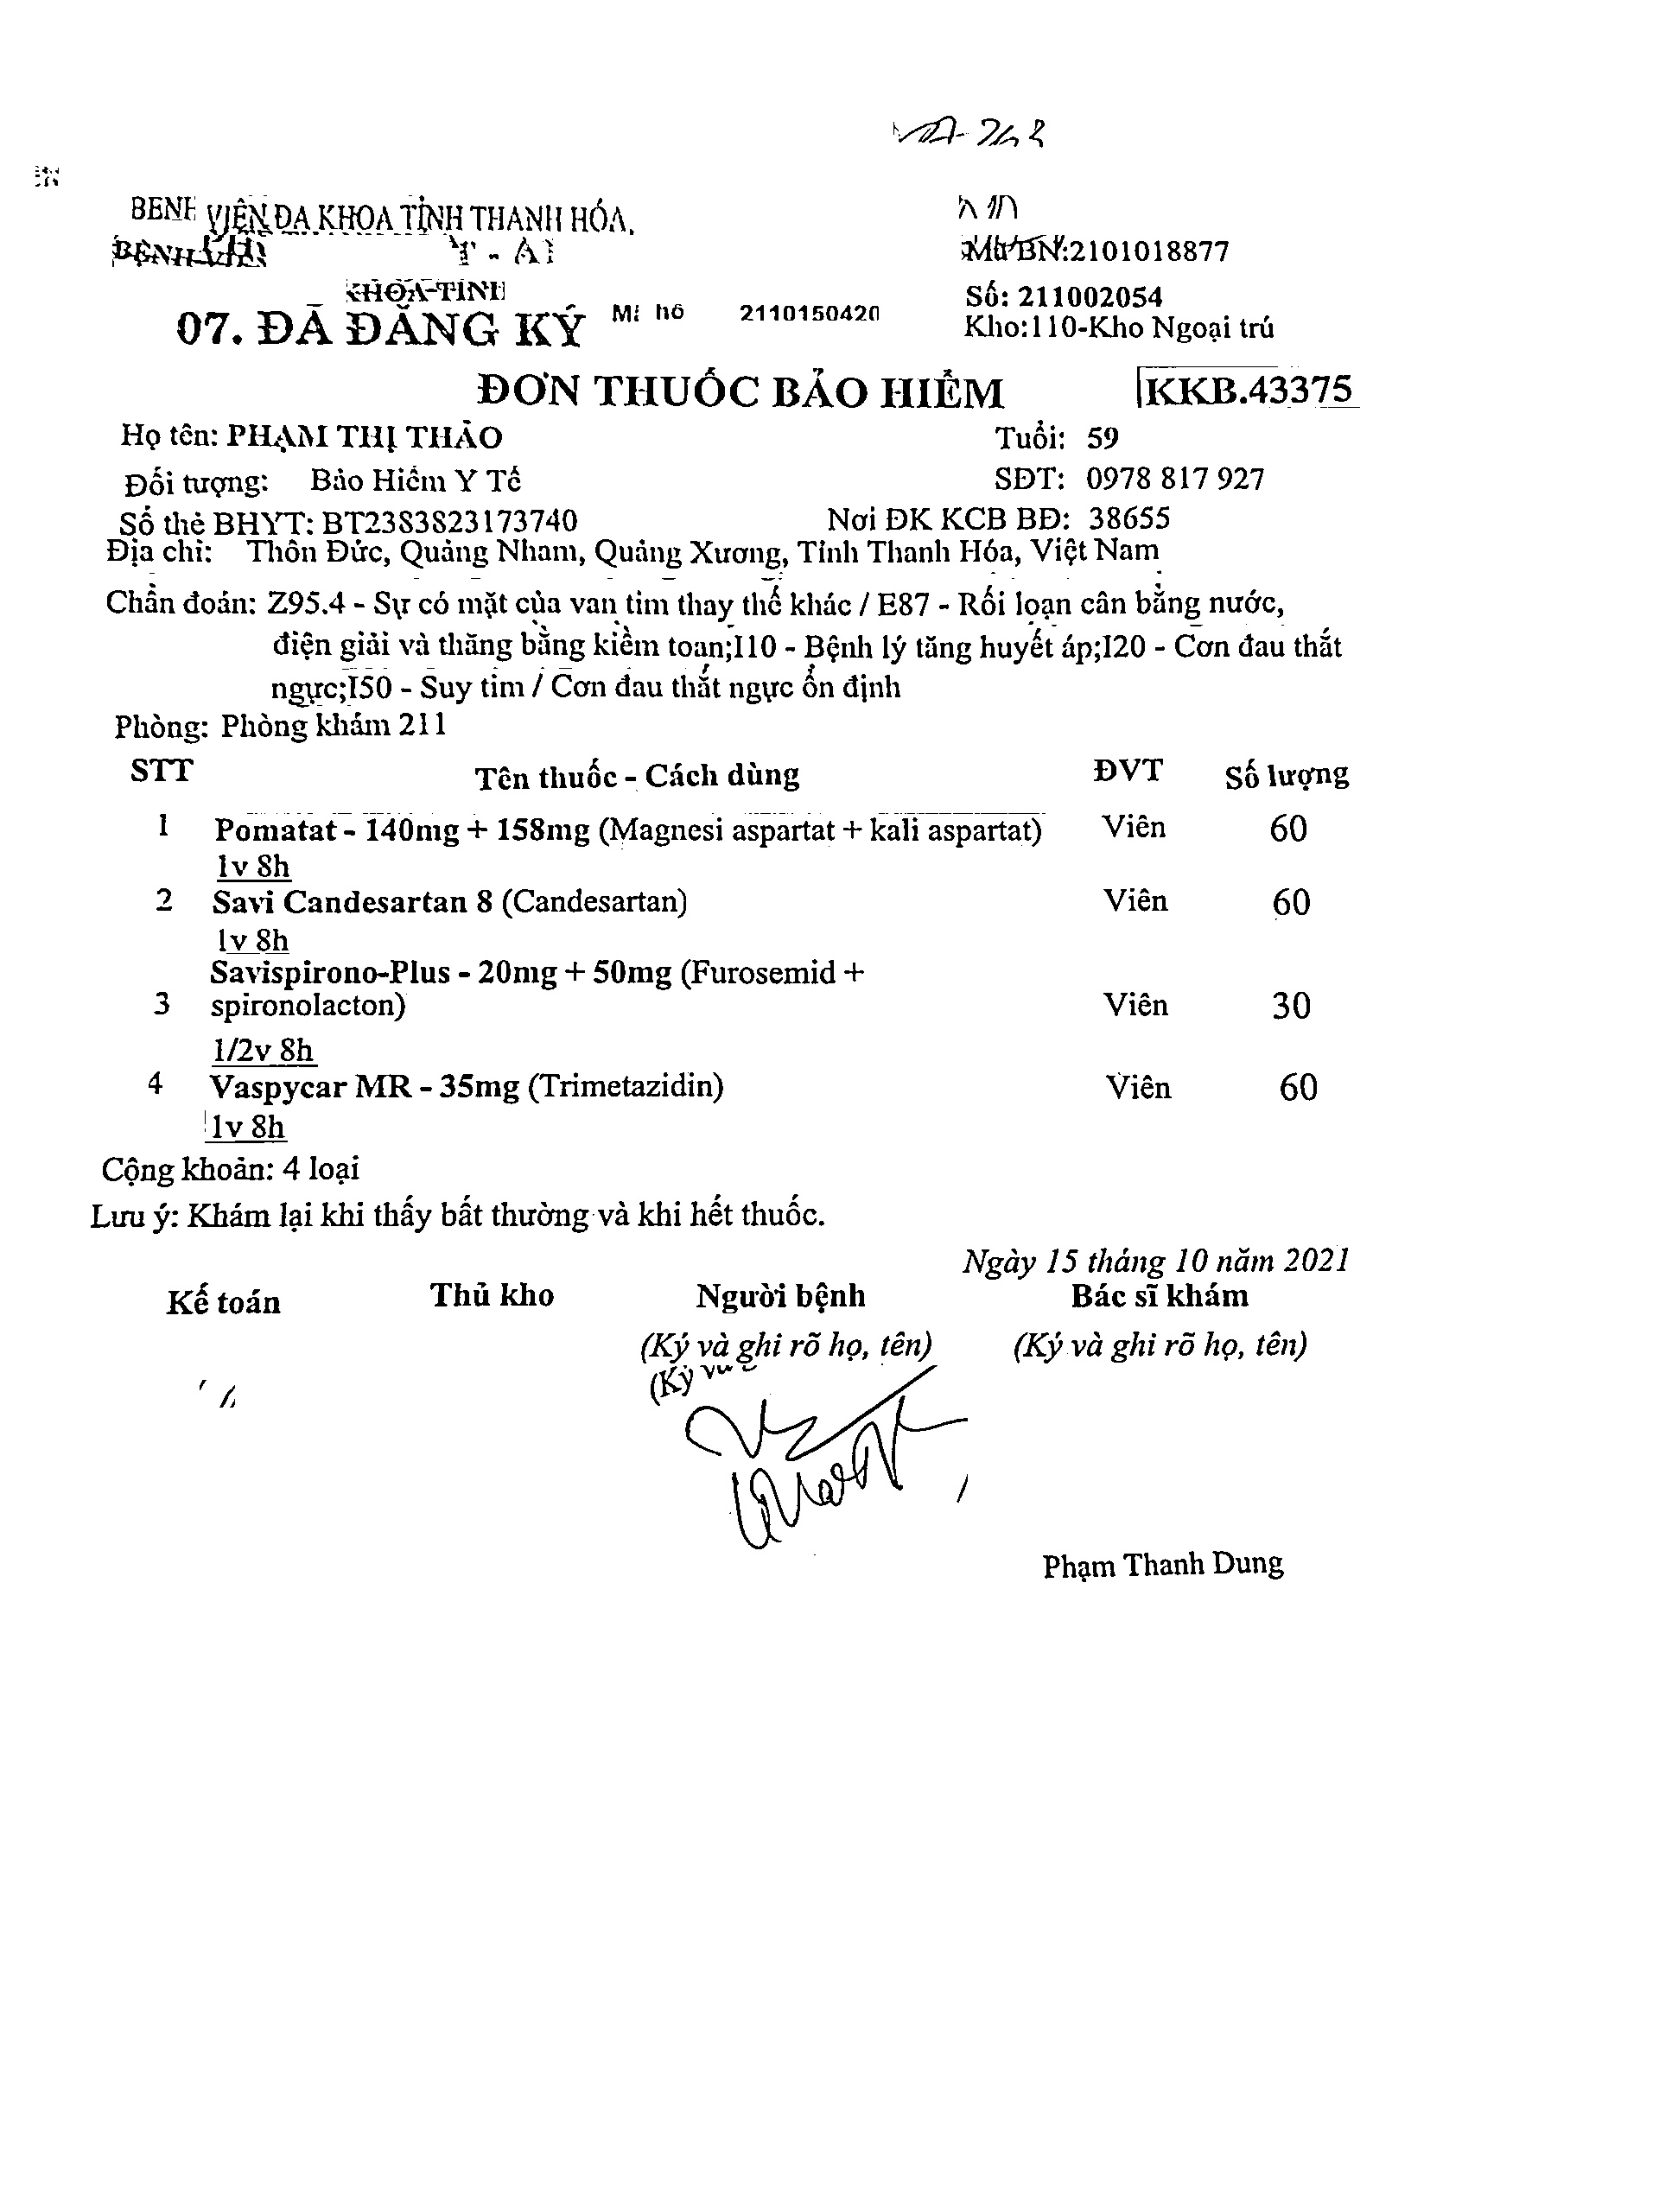 VIỆN ĐA KHOA TỈNH THANH HÓA
Mã BN:2101018877
KHOA TỈNH
Số: 211002054
07. ĐÃ ĐĂNG KÝ
2110150420
Kho:110-Kho Ngoại trú
ĐƠN THUỐC BẢO HIỂM
KKB.43375
Họ tên: PHẠM THỊ THẢO
Tuổi: 59
Đối tượng: Bảo Hiểm Y Tế
SĐT: 0978 817 927
Số thẻ BHYT: BT2383823173740
Nơi ĐK KCB BĐ: 38655
Địa chỉ: Thôn Đức, Quảng Nham, Quảng Xương, Tỉnh Thanh Hóa, Việt Nam
Chẩn đoán: Z95.4 - Sự có mặt của van tim thay thế khác / E87 - Rối loạn cân bằng nước,
điện giải và thăng bằng kiềm toan;I10 - Bệnh lý tăng huyết áp;I20 - Cơn đau thắt
ngực;I50 - Suy tim / Cơn đau thắt ngực ổn định
Phòng: Phòng khám 211
STT Tên thuốc - Cách dùng ĐVT Số lượng
1 Pomatat - 140mg + 158mg (Magnesi aspartat + kali aspartat) Viên 60
1v 8h
2 Savi Candesartan 8 (Candesartan) Viên 60
1v 8h
Savispirono-Plus - 20mg + 50mg (Furosemid +
3 spironolacton) Viên 30
1/2v 8h
4 Vaspycar MR - 35mg (Trimetazidin) Viên 60
1v 8h
Cộng khoản: 4 loại
Lưu ý: Khám lại khi thấy bất thường và khi hết thuốc.
Ngày 15 tháng 10 năm 2021
Kế toán Thủ kho Người bệnh Bác sĩ khám
(Ký và ghi rõ họ, tên) (Ký và ghi rõ họ, tên)
(Ký
Phạm Thanh Dung